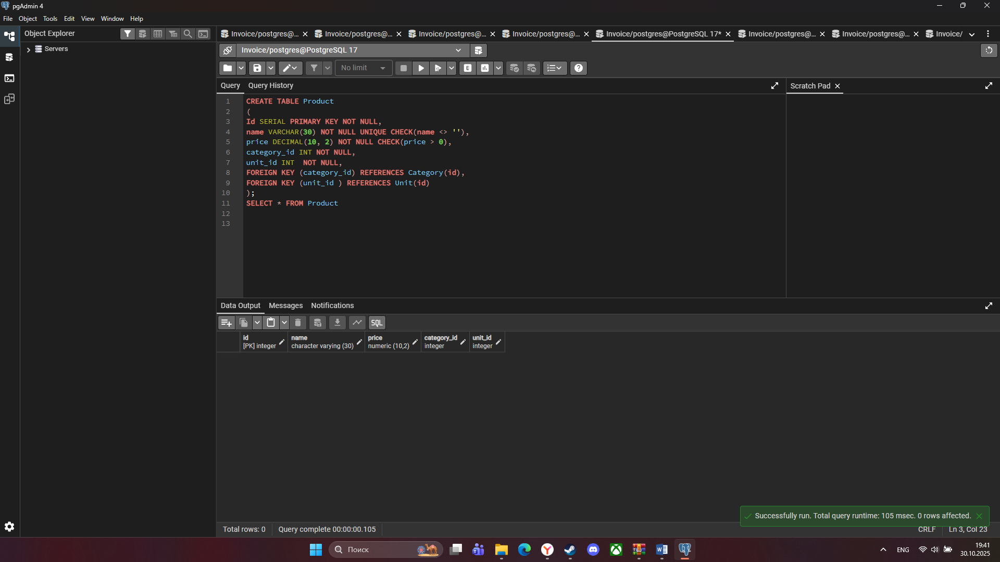 pgAdmin 4
File Object Tools Edit View Window Help
Object Explorer
Servers
Invoice/postgres@... Invoice/postgres@... Invoice/postgres@... Invoice/postgres@... Invoice/postgres@PostgreSQL 17* Invoice/postgres@... Invoice/postgres@... Invoice/
Invoice/postgres@PostgreSQL 17
No limit
E
Query Query History
Scratch Pad
1 CREATE TABLE Product
2 (
3 Id SERIAL PRIMARY KEY NOT NULL,
4 name VARCHAR(30) NOT NULL UNIQUE CHECK(name <> ''),
5 price DECIMAL(10, 2) NOT NULL CHECK(price > 0),
6 category_id INT NOT NULL,
7 unit_id INT  NOT NULL,
8 FOREIGN KEY (category_id) REFERENCES Category(id),
9 FOREIGN KEY (unit_id ) REFERENCES Unit(id)
10 );
11 SELECT * FROM Product
12
13
Data Output Messages Notifications
SQL
id name price category_id unit_id
[PK] integer character varying (30) numeric (10,2) integer integer
Successfully run. Total query runtime: 105 msec. 0 rows affected.
Total rows: 0 Query complete 00:00:00.105 CRLF Ln 3, Col 23
Поиск
ENG
19:41
30.10.2025